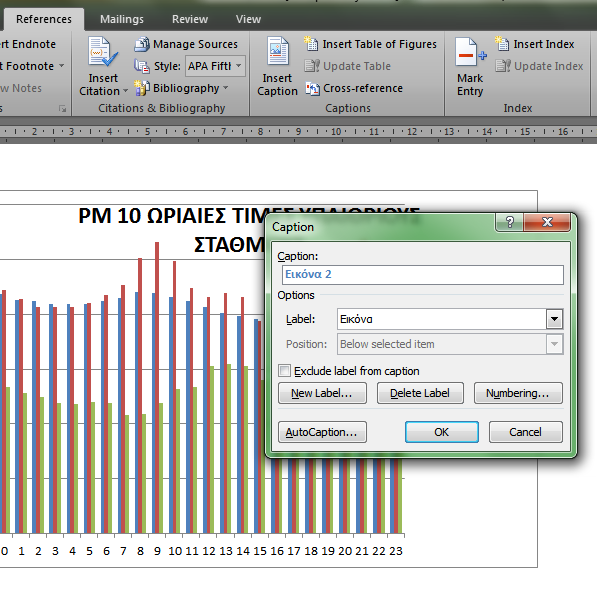 References Mailings Review View
rt Endnote
t Footnote
w Notes
s
Insert Citation
Manage Sources
Style: APA Fifth
Bibliography
Citations & Bibliography
Insert Caption
Insert Table of Figures
Update Table
Cross-reference
Captions
Mark Entry
Insert Index
Update Index
Index
2 3 4 5 6 7 8 9 10 11 12 13 14 15 16
PM 10 ΩΡΙΑΙΕΣ ΤΙΜΕΣ ΥΠΑΙΘΡΙΟΥΣ
ΣΤΑΘΜ
Caption
?
Caption:
Εικόνα 2
Options
Label: Εικόνα
Position: Below selected item
Exclude label from caption
New Label... Delete Label Numbering...
AutoCaption... OK Cancel
0 1 2 3 4 5 6 7 8 9 10 11 12 13 14 15 16 17 18 19 20 21 22 23